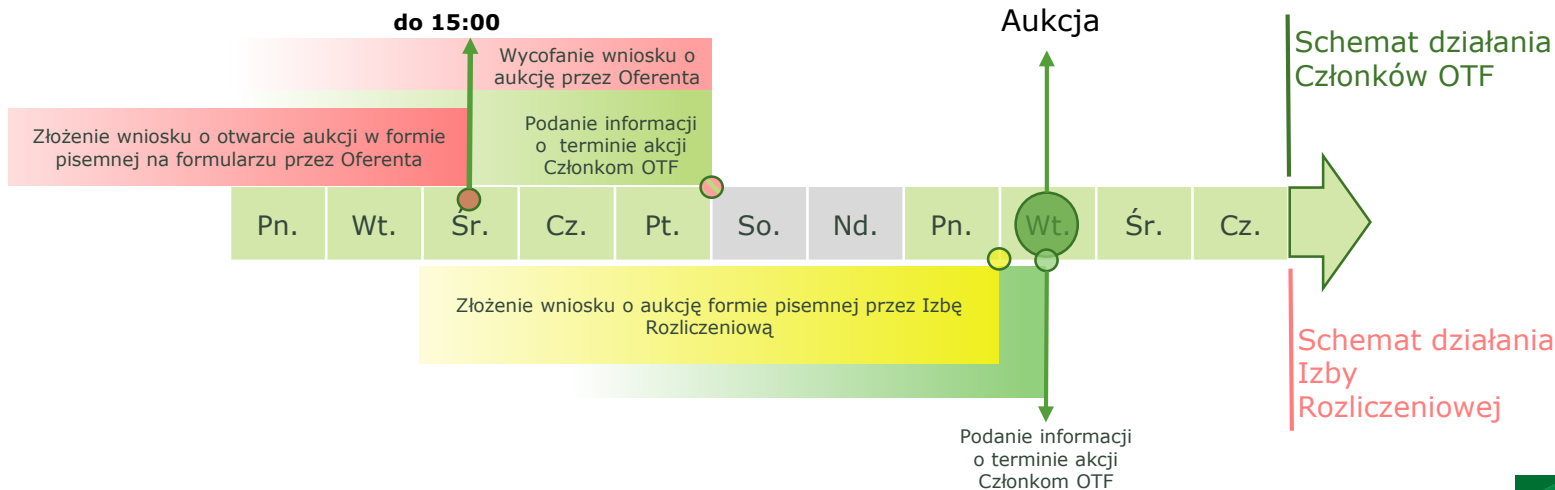 do 15:00
Aukcja
Schemat działania
Członków OTF
Wycofanie wniosku o
aukcję przez Oferenta
Złożenie wniosku o otwarcie aukcji w formie
pisemnej na formularzu przez Oferenta
Podanie informacji
o terminie akcji
Członkom OTF
Pn. Wt. Śr. Cz. Pt. So. Nd. Pn. Wt. Śr. Cz.
Złożenie wniosku o aukcję formie pisemnej przez Izbę
Rozliczeniową
Schemat działania
Izby
Rozliczeniowej
Podanie informacji
o terminie akcji
Członkom OTF